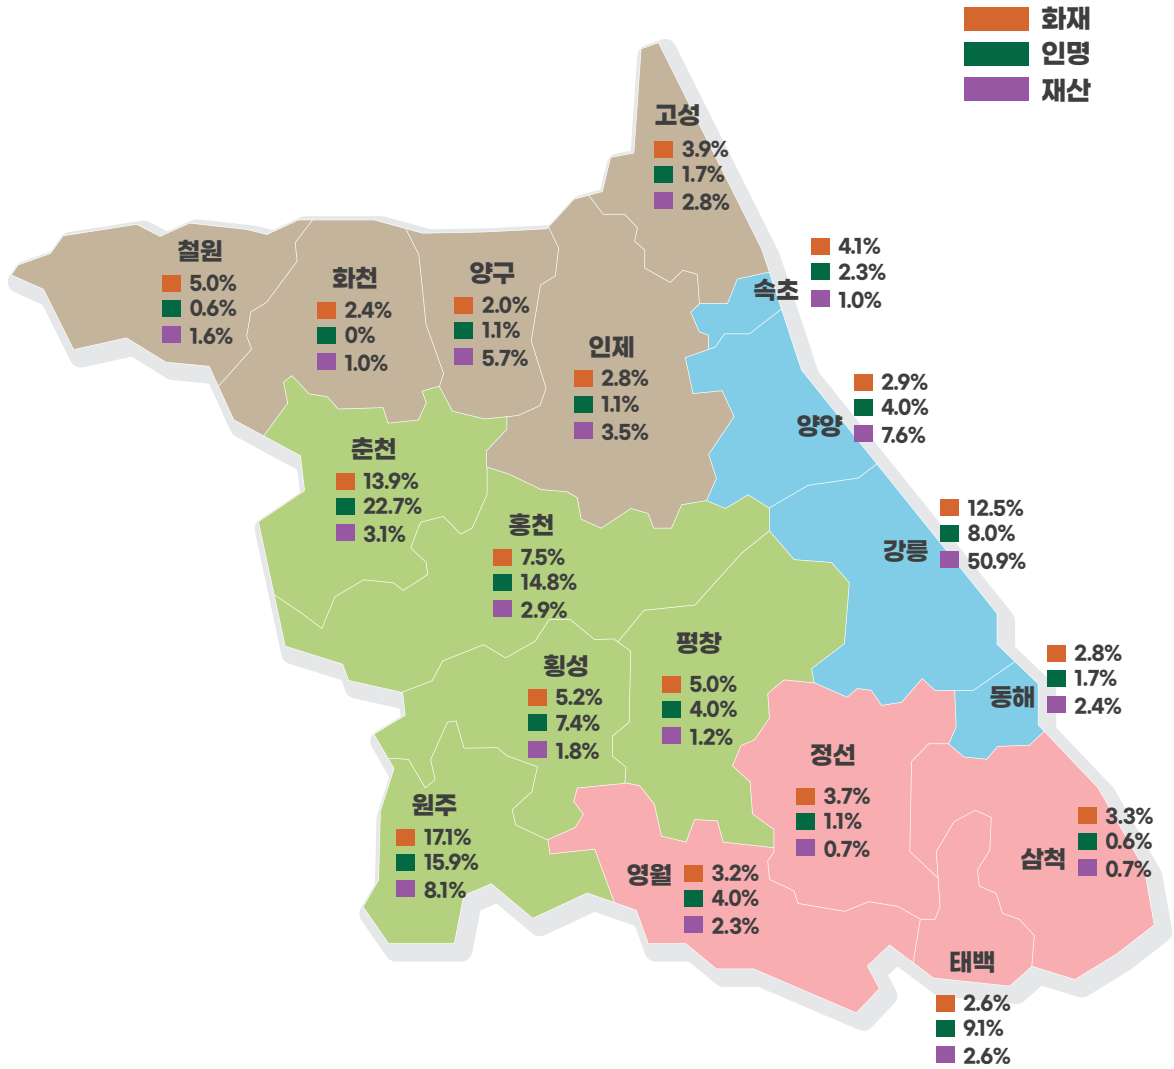 화재
인명
재산
고성
3.9%
1.7%
2.8%
철원
5.0%
0.6%
1.6%
화천
2.4%
0%
1.0%
양구
2.0%
1.1%
5.7%
인제
2.8%
1.1%
3.5%
속초
4.1%
2.3%
1.0%
양양
2.9%
4.0%
7.6%
춘천
13.9%
22.7%
3.1%
홍천
7.5%
14.8%
2.9%
강릉
12.5%
8.0%
50.9%
평창
5.0%
4.0%
1.2%
횡성
5.2%
7.4%
1.8%
동해
2.8%
1.7%
2.4%
원주
17.1%
15.9%
8.1%
정선
3.7%
1.1%
0.7%
삼척
3.3%
0.6%
0.7%
영월
3.2%
4.0%
2.3%
태백
2.6%
9.1%
2.6%